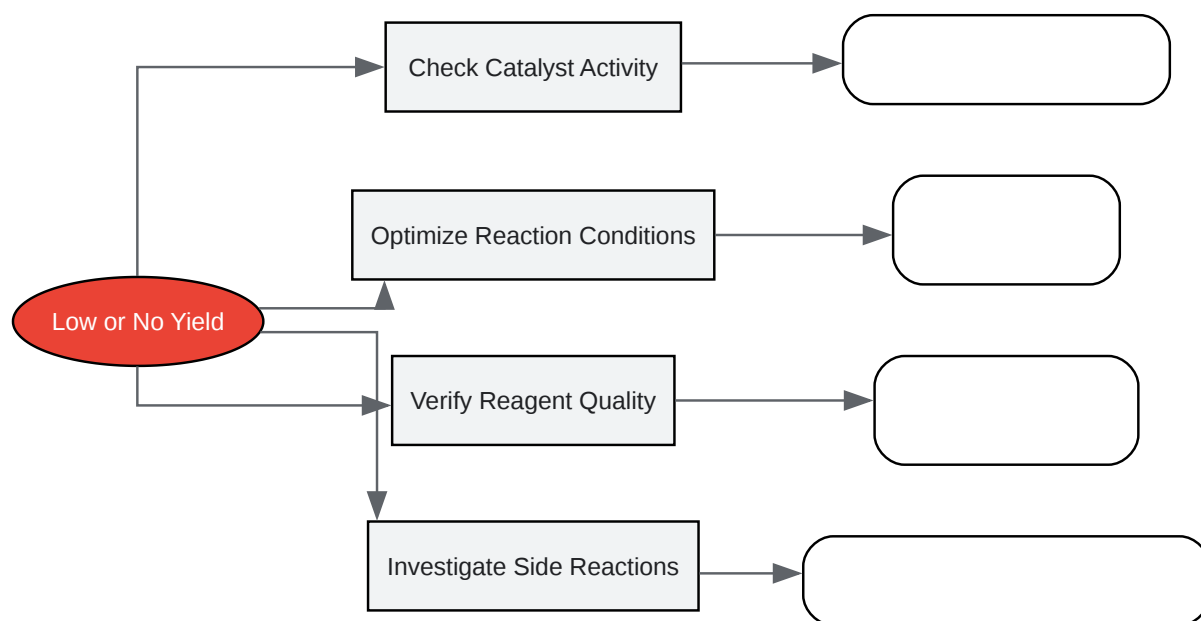 Check Catalyst Activity
Optimize Reaction Conditions
Low or No Yield
Verify Reagent Quality
Investigate Side Reactions